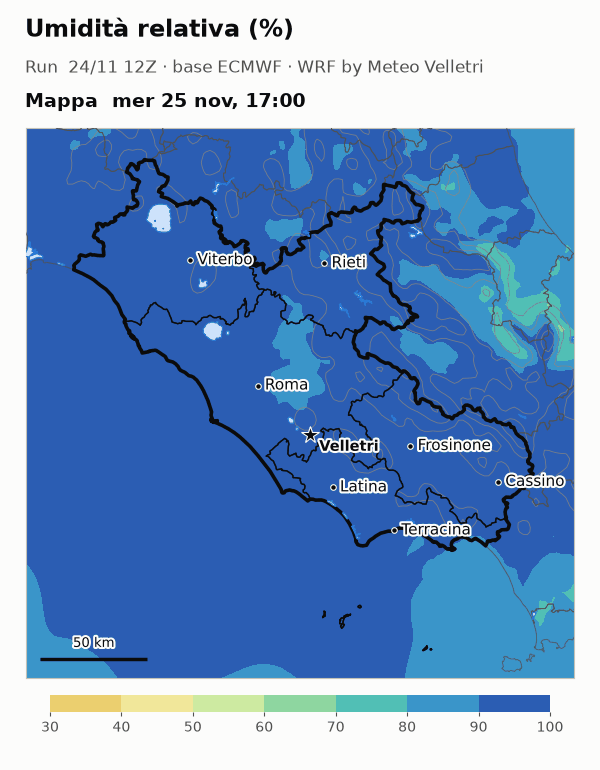 Umidità relativa (%)
Run  24/11 12Z · base ECMWF · WRF by Meteo Velletri
Mappa  mer 25 nov, 17:00
Viterbo
Rieti
Roma
Velletri
Frosinone
Cassino
Latina
Terracina
50 km
30 40 50 60 70 80 90 100